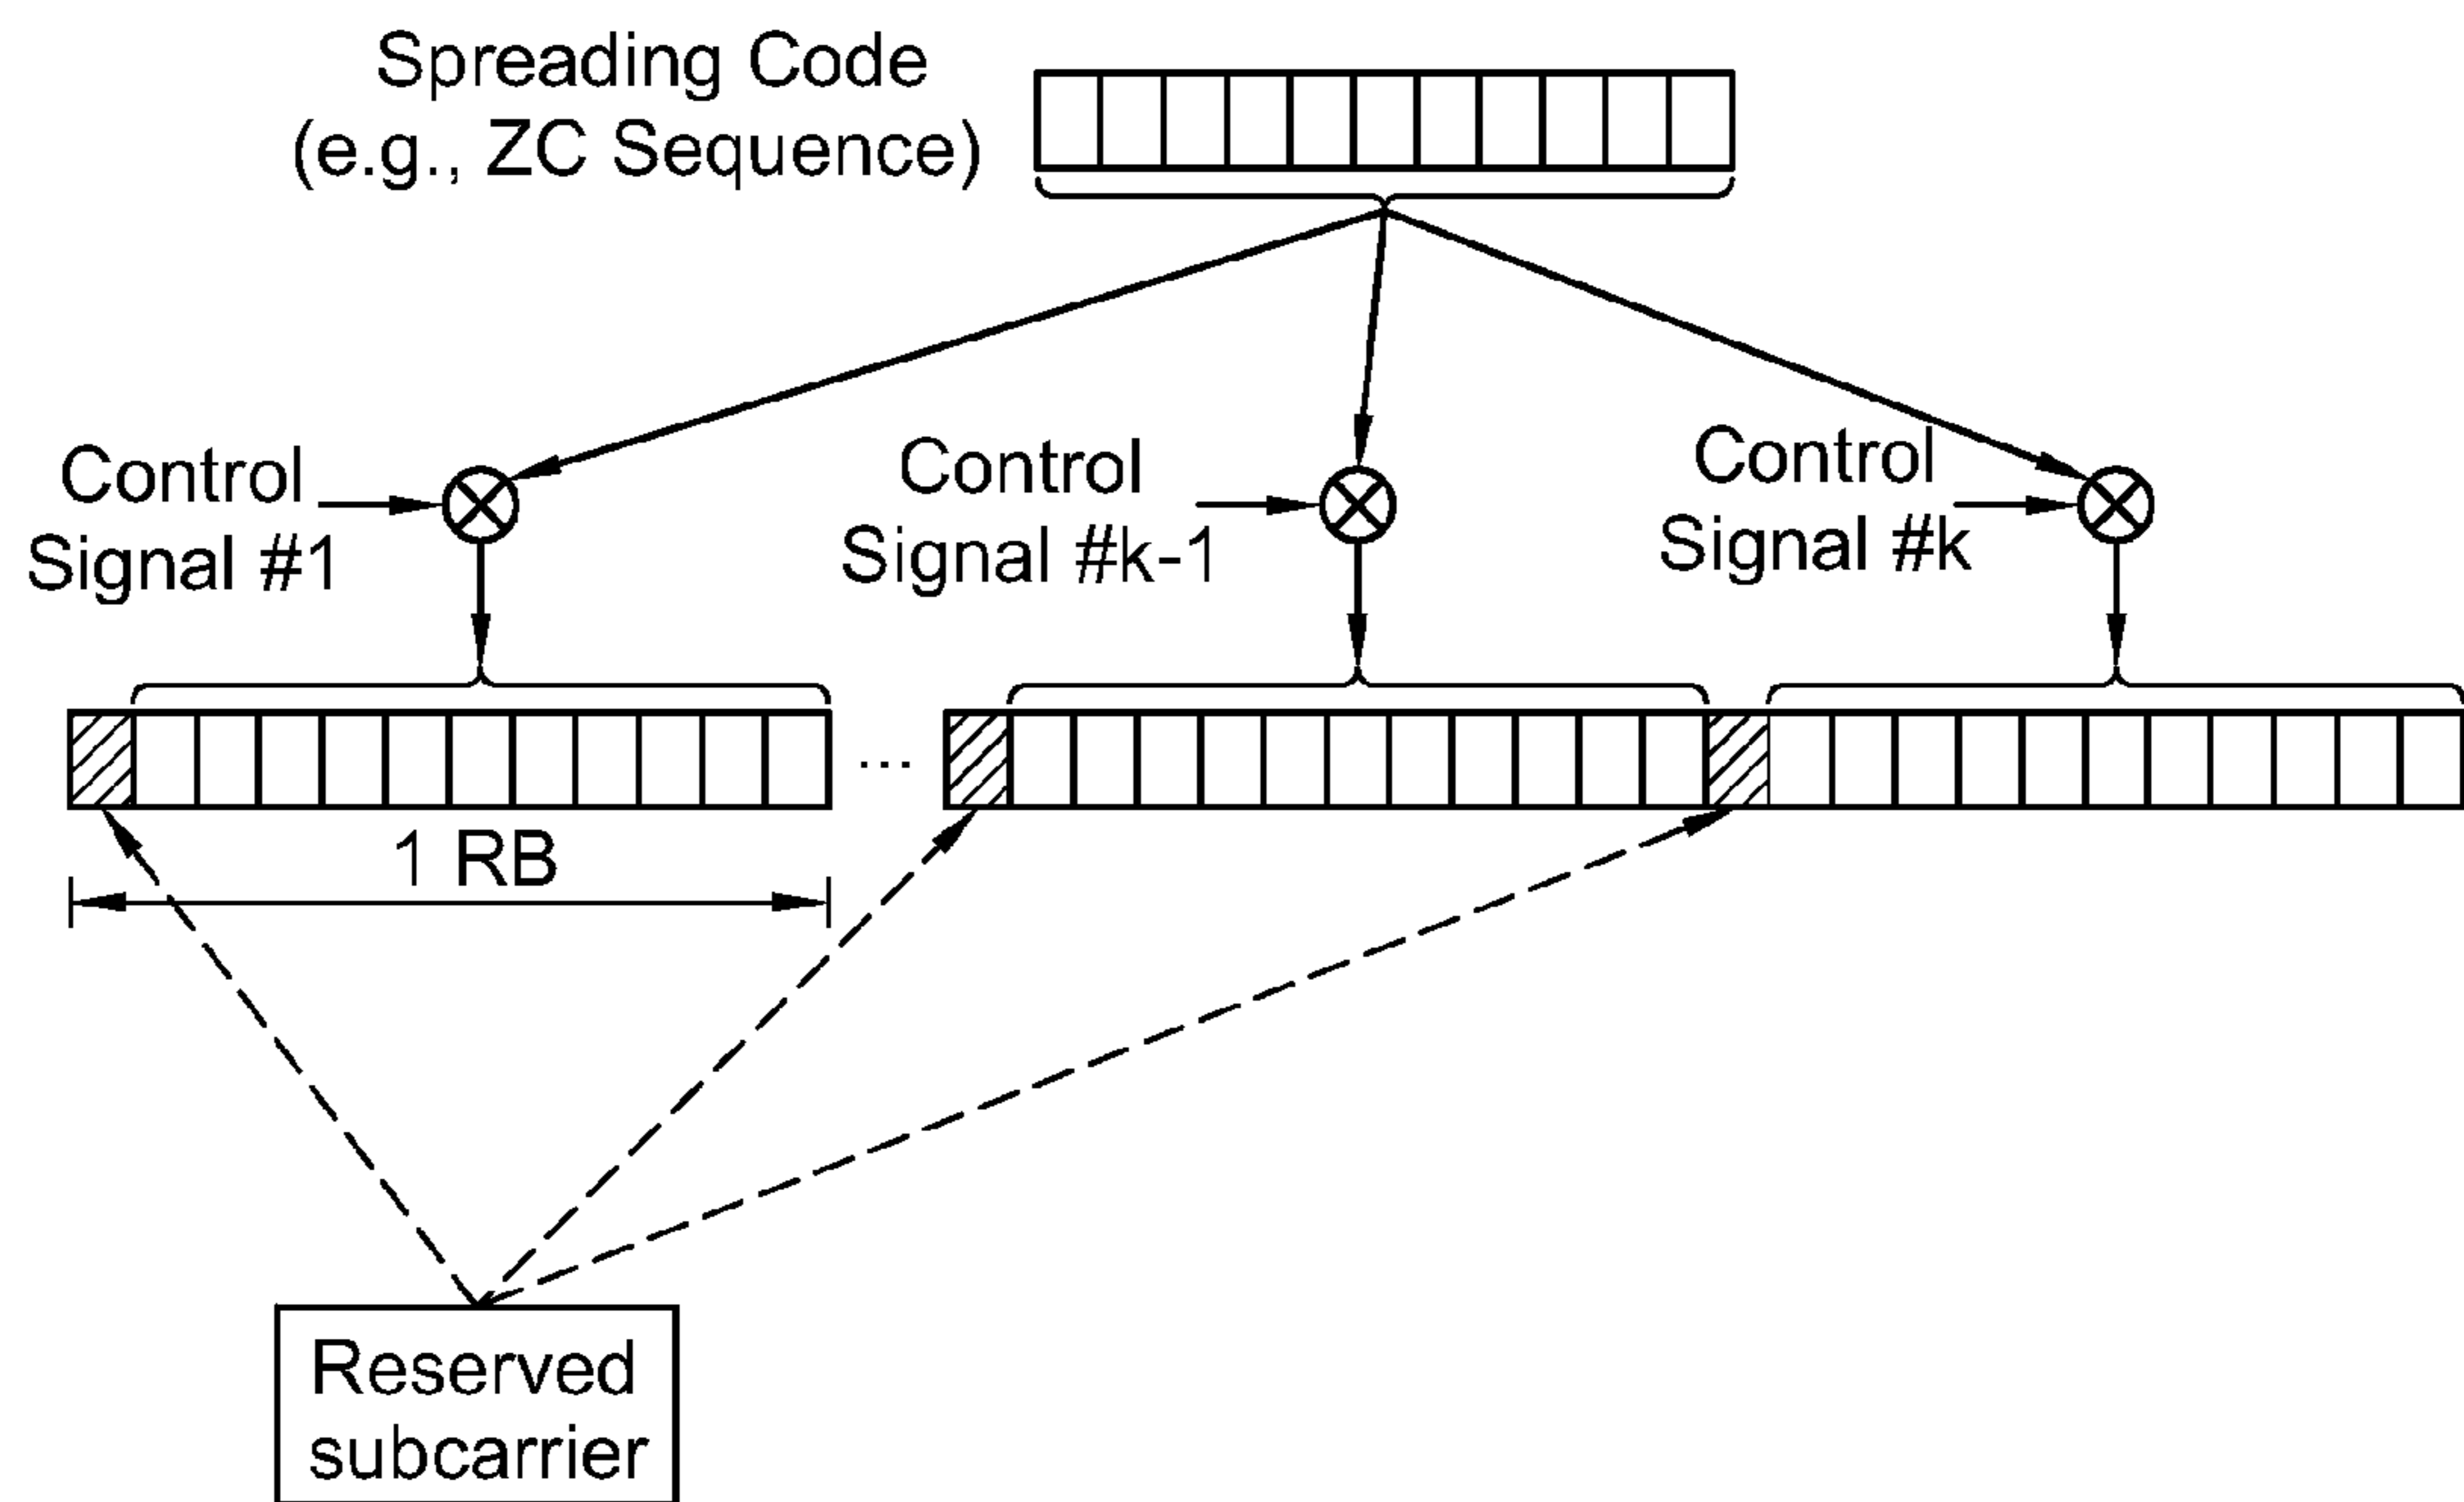 Spreading Code
(e.g., ZC Sequence)
Control
Signal #1
Control
Signal #k-1
Control
Signal #k
...
1 RB
Reserved
subcarrier